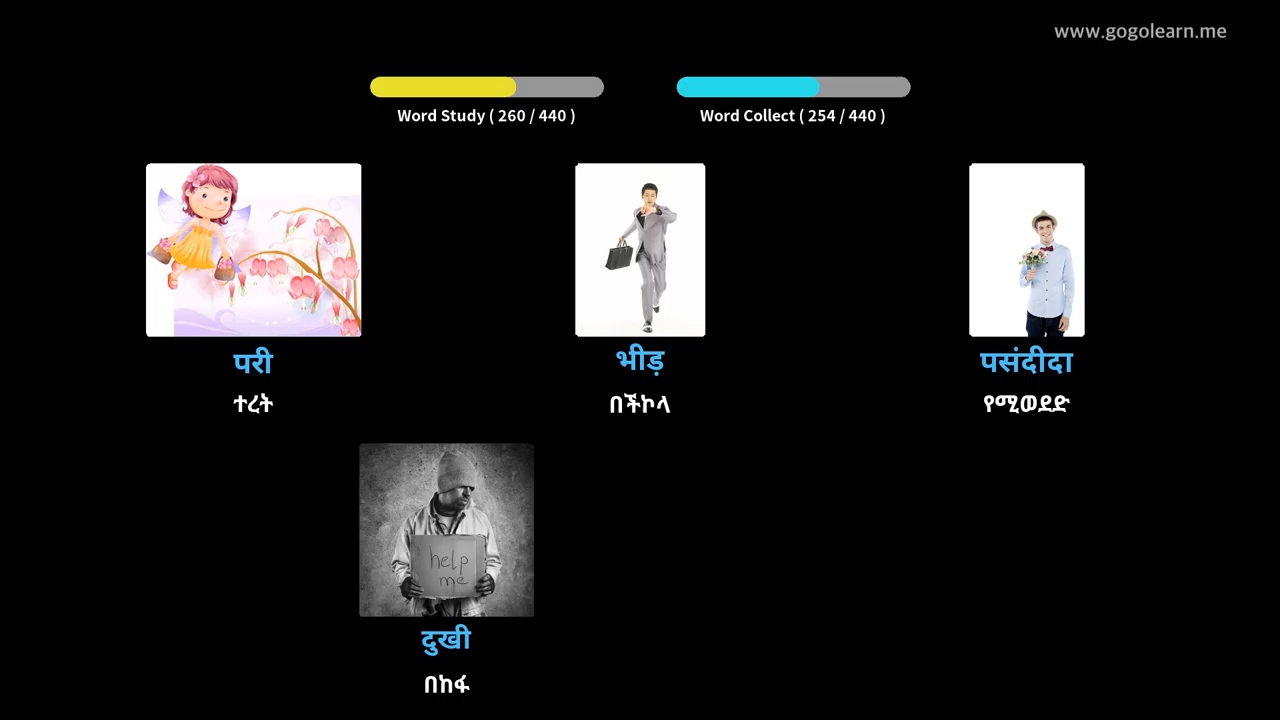 www.gogolearn.me
Word Study ( 260 / 440 )
Word Collect ( 254 / 440 )
परी
भीड़
पसंदीदा
ተረት
በችኮላ
የሚወደድ
help
me
दुखी
በከፋ